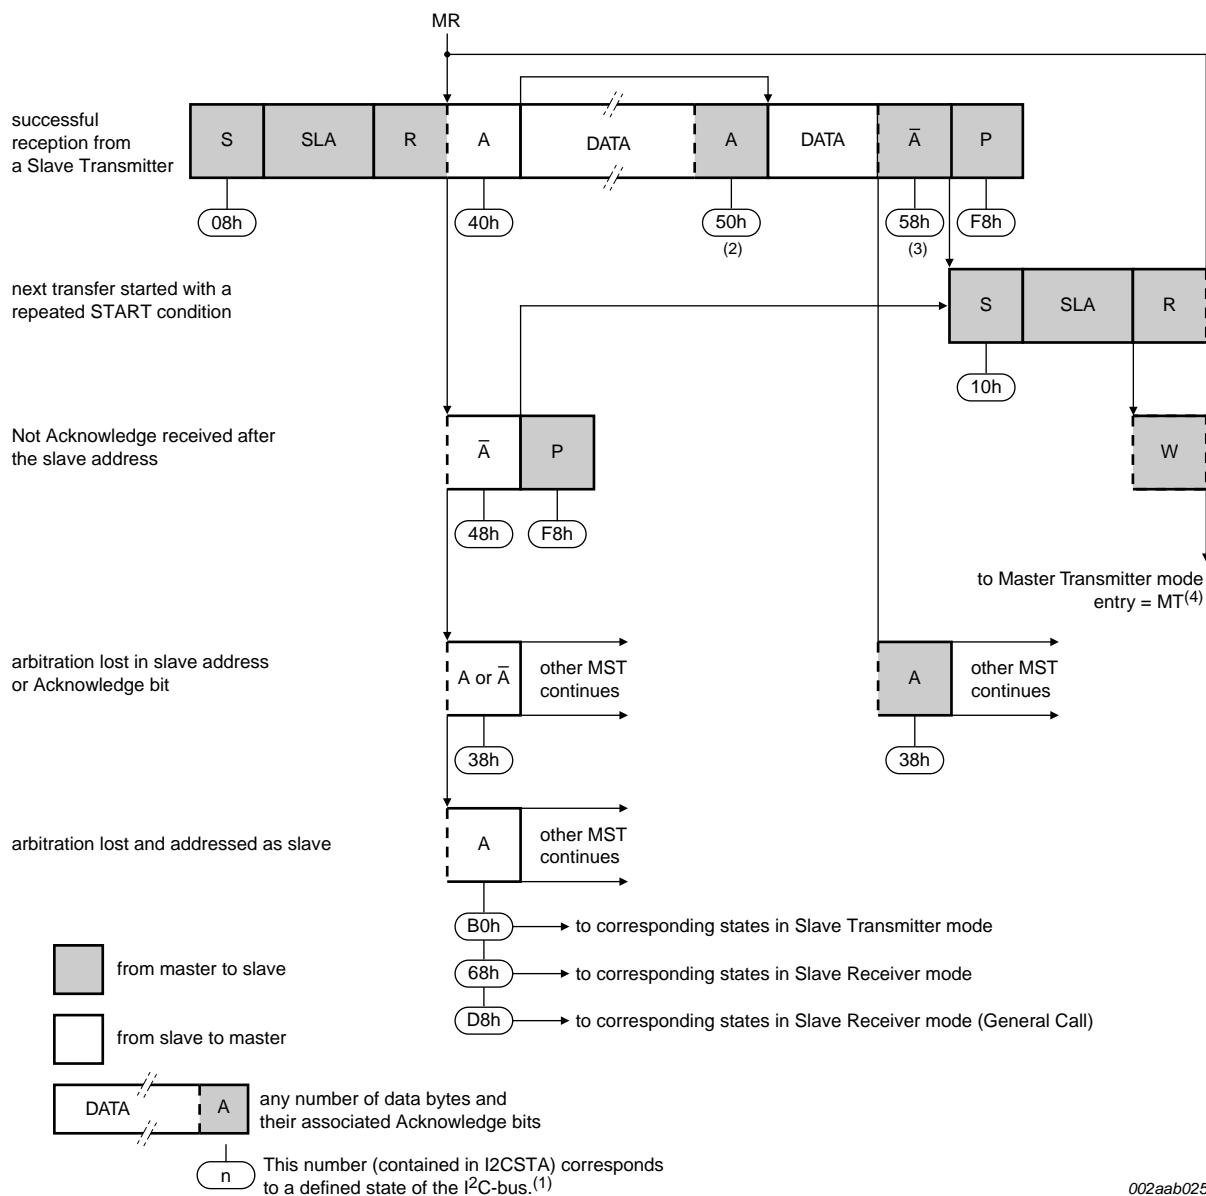 MR
successful
reception from
a Slave Transmitter
S SLA R A DATA A DATA A̅ P
08h 40h 50h 58h F8h
(2) (3)
next transfer started with a
repeated START condition
S SLA R
10h
Not Acknowledge received after
the slave address
A̅ P W
48h F8h
to Master Transmitter mode
entry = MT(4)
arbitration lost in slave address
or Acknowledge bit
A or A̅ other MST
continues
A other MST
continues
38h 38h
arbitration lost and addressed as slave
A other MST
continues
B0h to corresponding states in Slave Transmitter mode
68h to corresponding states in Slave Receiver mode
D8h to corresponding states in Slave Receiver mode (General Call)
from master to slave
from slave to master
DATA A any number of data bytes and
their associated Acknowledge bits
n This number (contained in I2CSTA) corresponds
to a defined state of the I²C-bus.(1)
002aab025